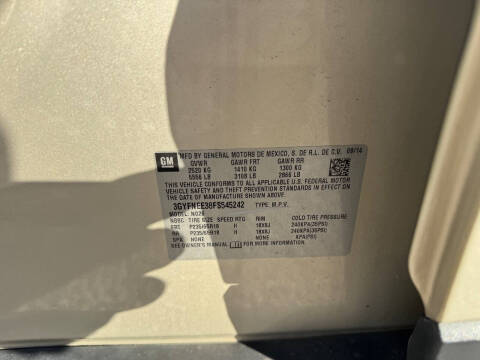 GM
MFD BY GENERAL MOTORS DE MEXICO, S. DE R.L. DE C.V. 08/14
GVWR GAWR FRT GAWR RR
2520 KG 1410 KG 1300 KG
5556 LB 3108 LB 2866 LB
THIS VEHICLE CONFORMS TO ALL APPLICABLE U.S. FEDERAL MOTOR
VEHICLE SAFETY AND THEFT PREVENTION STANDARDS IN EFFECT ON
THE DATE OF MANUFACTURE SHOWN ABOVE.
3GYFNEE38FS545242 TYPE: M.P.V.
MODEL: N026
TIRE SIZE SPEED RTG RIM COLD TIRE PRESSURE
FRT P235/65R18 H 18X8J 240KPA(35PSI)
RR P235/65R18 H 18X8J 240KPA(35PSI)
SPA NONE NONE KPA(PSI)
SEE OWNER'S MANUAL FOR MORE INFORMATION.